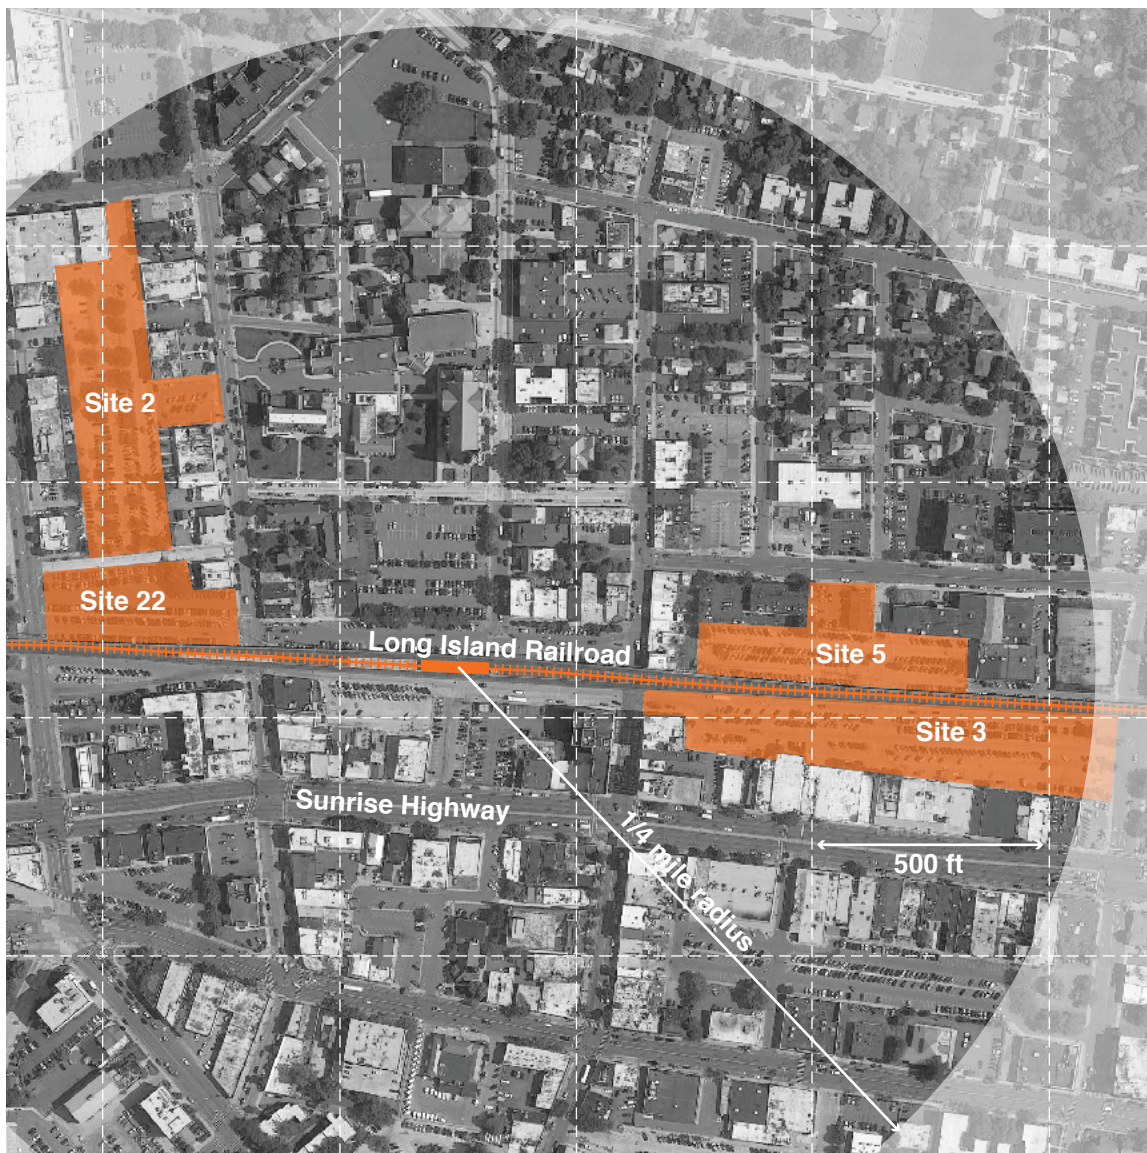 Site 2
Site 22
Long Island Railroad
Site 5
Site 3
Sunrise Highway
1/4 mile radius
500 ft